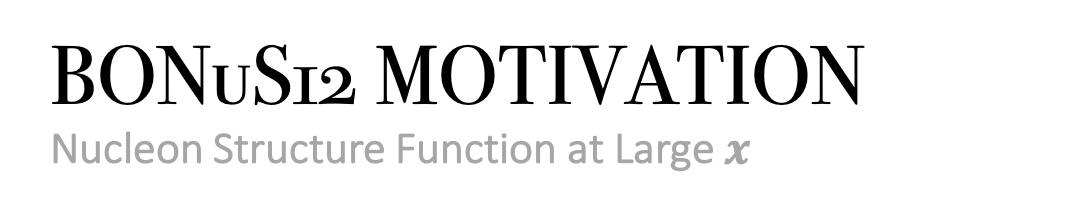 BONuS12 MOTIVATION
Nucleon Structure Function at Large x